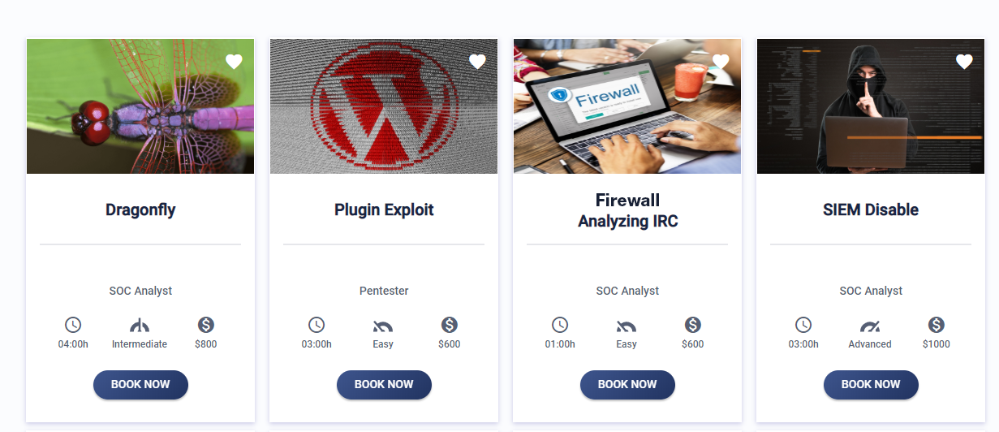 Dragonfly
SOC Analyst
04:00h
Intermediate
$800
BOOK NOW
Plugin Exploit
Pentester
03:00h
Easy
$600
BOOK NOW
Firewall
Firewall
Analyzing IRC
SOC Analyst
01:00h
Easy
$600
BOOK NOW
SIEM Disable
SOC Analyst
03:00h
Advanced
$1000
BOOK NOW